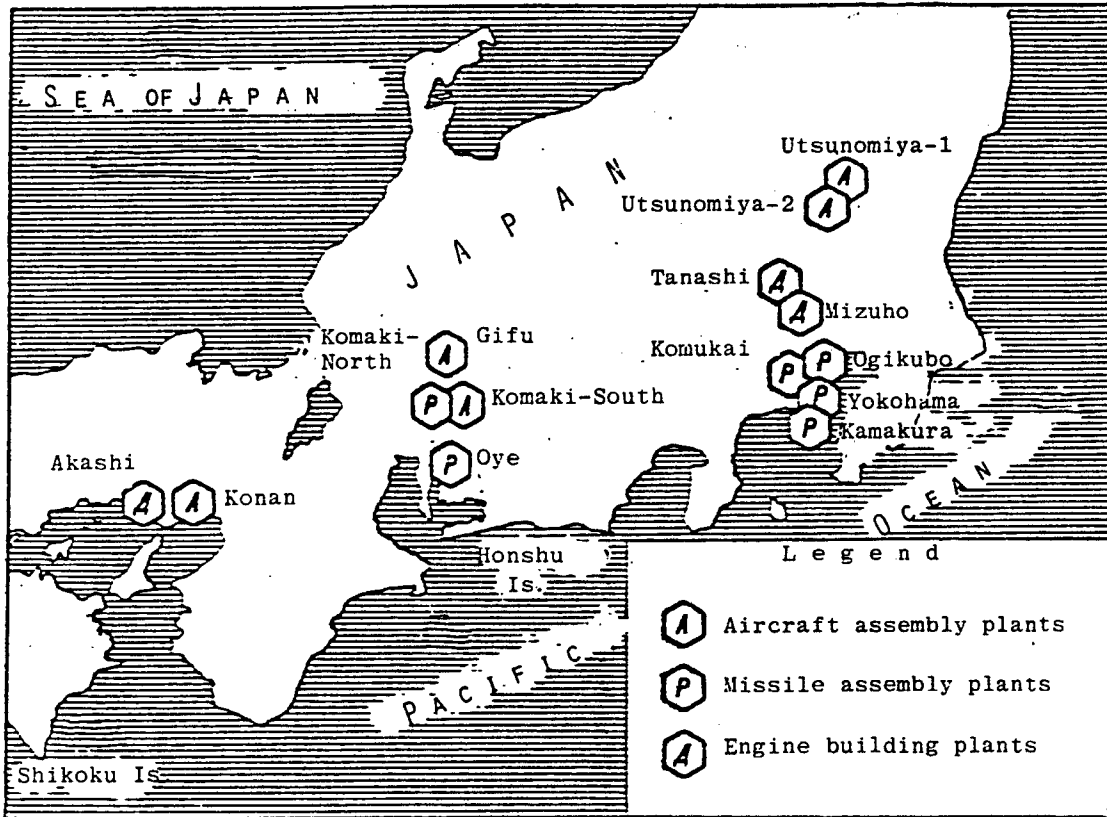 SEA OF JAPAN
JAPAN
Utsunomiya-1
А
Utsunomiya-2
А
Tanashi
Д
Д
Mizuho
Komaki-
North
Gifu
А
Komukai
Р
Р
Ogikubo
Р
А
Komaki-South
Р
Yokohama
Р
Kamakura
Р
Oye
Akashi
Д
А
Konan
PACIFIC OCEAN
Honshu
Is.
Shikoku Is
Legend
А Aircraft assembly plants
Р Missile assembly plants
Д Engine building plants